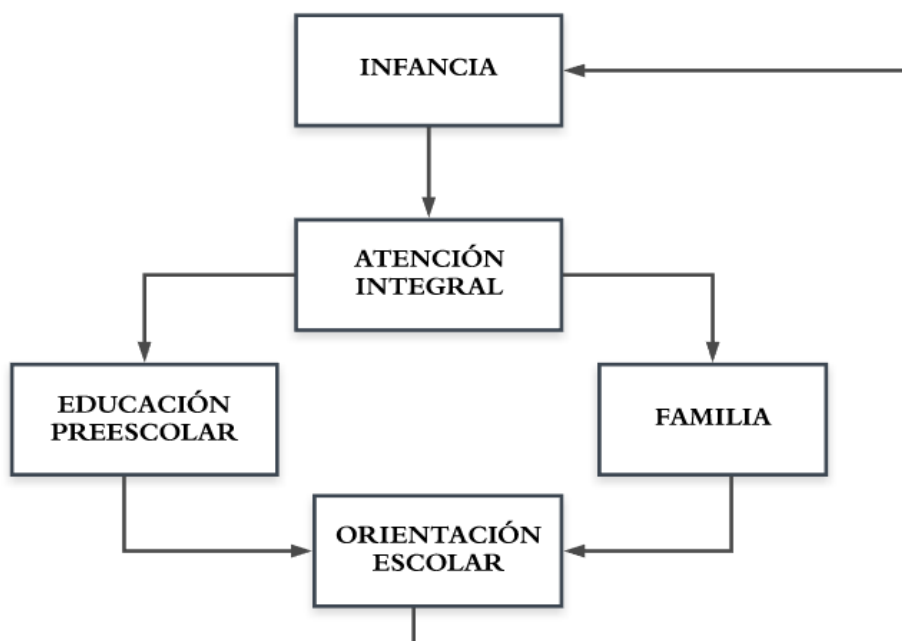 INFANCIA
ATENCIÓN
INTEGRAL
EDUCACIÓN
PREESCOLAR
FAMILIA
ORIENTACIÓN
ESCOLAR